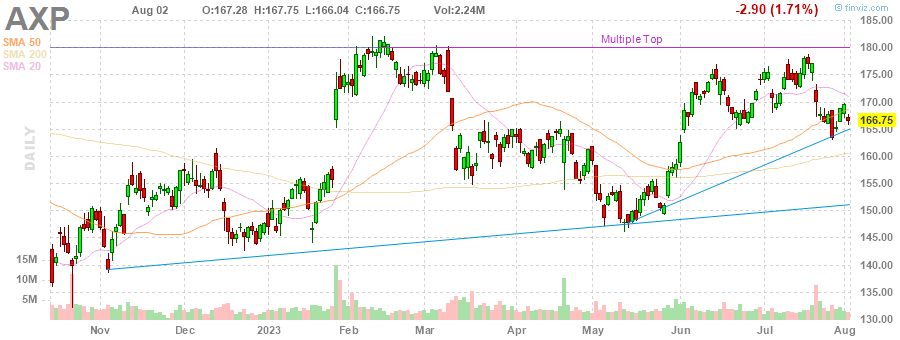 AXP Aug 02 O:167.28 H:167.75 L:166.04 C:166.75 Vol:2.24M -2.90 (1.71%) finviz.com
SMA 50
SMA 200
SMA 20
Multiple Top
DAILY
185.00
180.00
175.00
170.00
166.75
165.00
160.00
155.00
150.00
145.00
140.00
135.00
130.00
15M
10M
5M
Nov Dec 2023 Feb Mar Apr May Jun Jul Aug